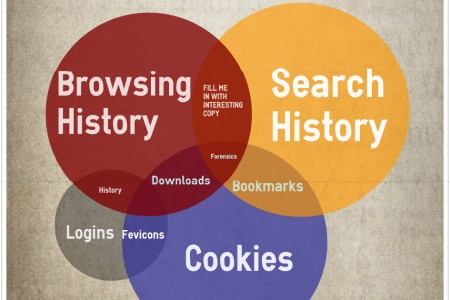 Browsing
History
FILL ME
IN WITH
INTERESTING
COPY
Search
History
Forensics
History
Downloads
Bookmarks
Logins
Fevicons
Cookies